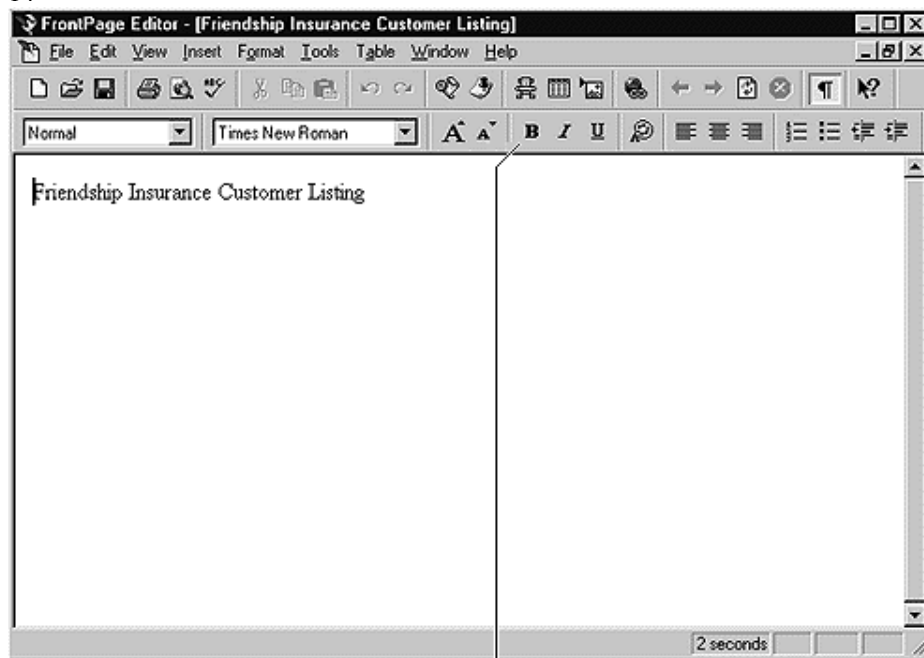 FrontPage Editor - [Friendship Insurance Customer Listing]
File Edit View Insert Format Tools Table Window Help
Normal Times New Roman A A B I U
Friendship Insurance Customer Listing
2 seconds